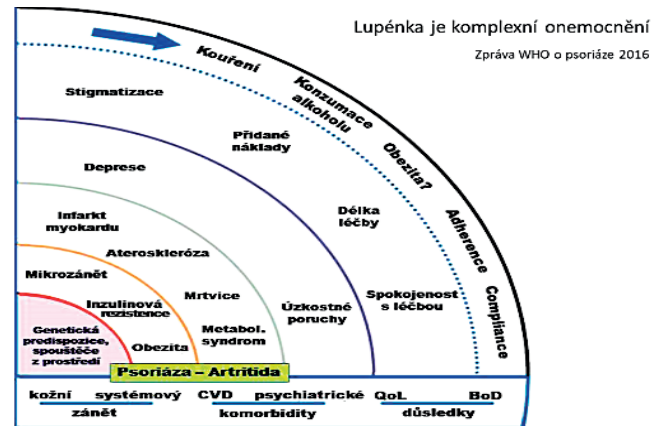 Lupénka je komplexní onemocnění
Zpráva WHO o psoriáze 2016
Kouření
Konzumace
alkoholu
Obezita?
Adherence
Compliance
Stigmatizace
Přidané
náklady
Délka
léčby
Spokojenost
s léčbou
Deprese
Úzkostné
poruchy
Infarkt
myokardu
Ateroskleróza
Mrtvice
Metabol.
syndrom
Mikrozánět
Inzulinová
rezistence
Obezita
Genetická
predispozice,
spouštěče
z prostředí
Psoriáza – Artritida
kožní systémový CVD psychiatrické QoL BoD
zánět komorbidity důsledky